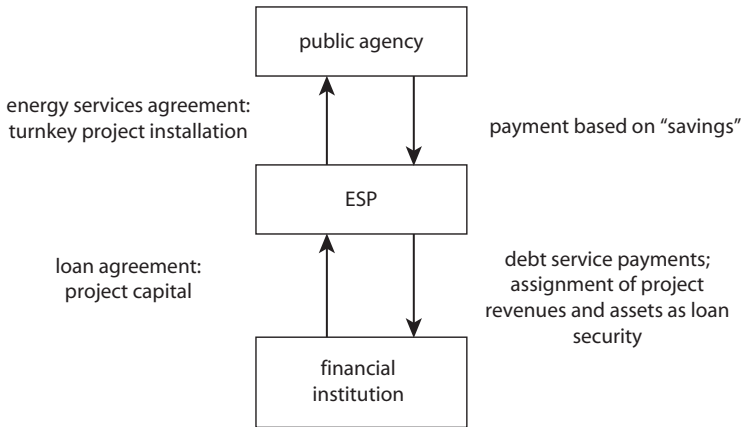 public agency
energy services agreement:
turnkey project installation
payment based on “savings”
ESP
loan agreement:
project capital
debt service payments;
assignment of project
revenues and assets as loan
security
financial
institution